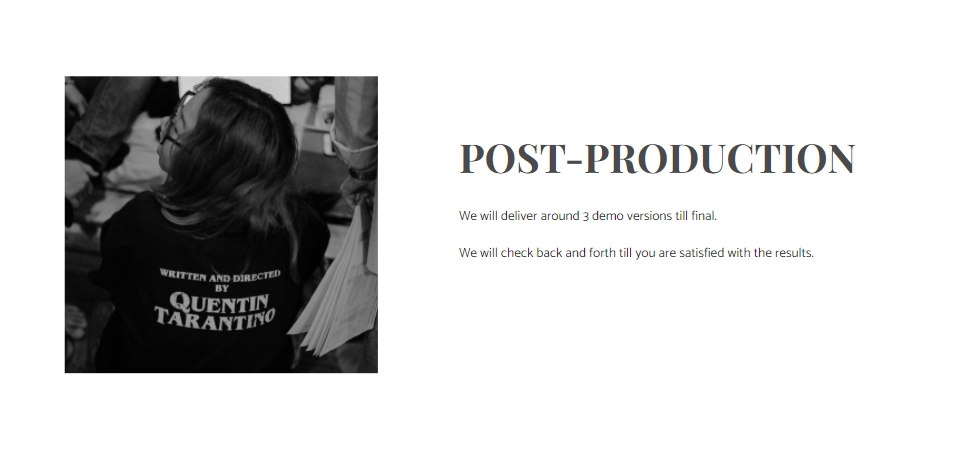 WRITTEN AND DIRECTED
BY
QUENTIN
TARANTINO
POST-PRODUCTION
We will deliver around 3 demo versions till final.
We will check back and forth till you are satisfied with the results.